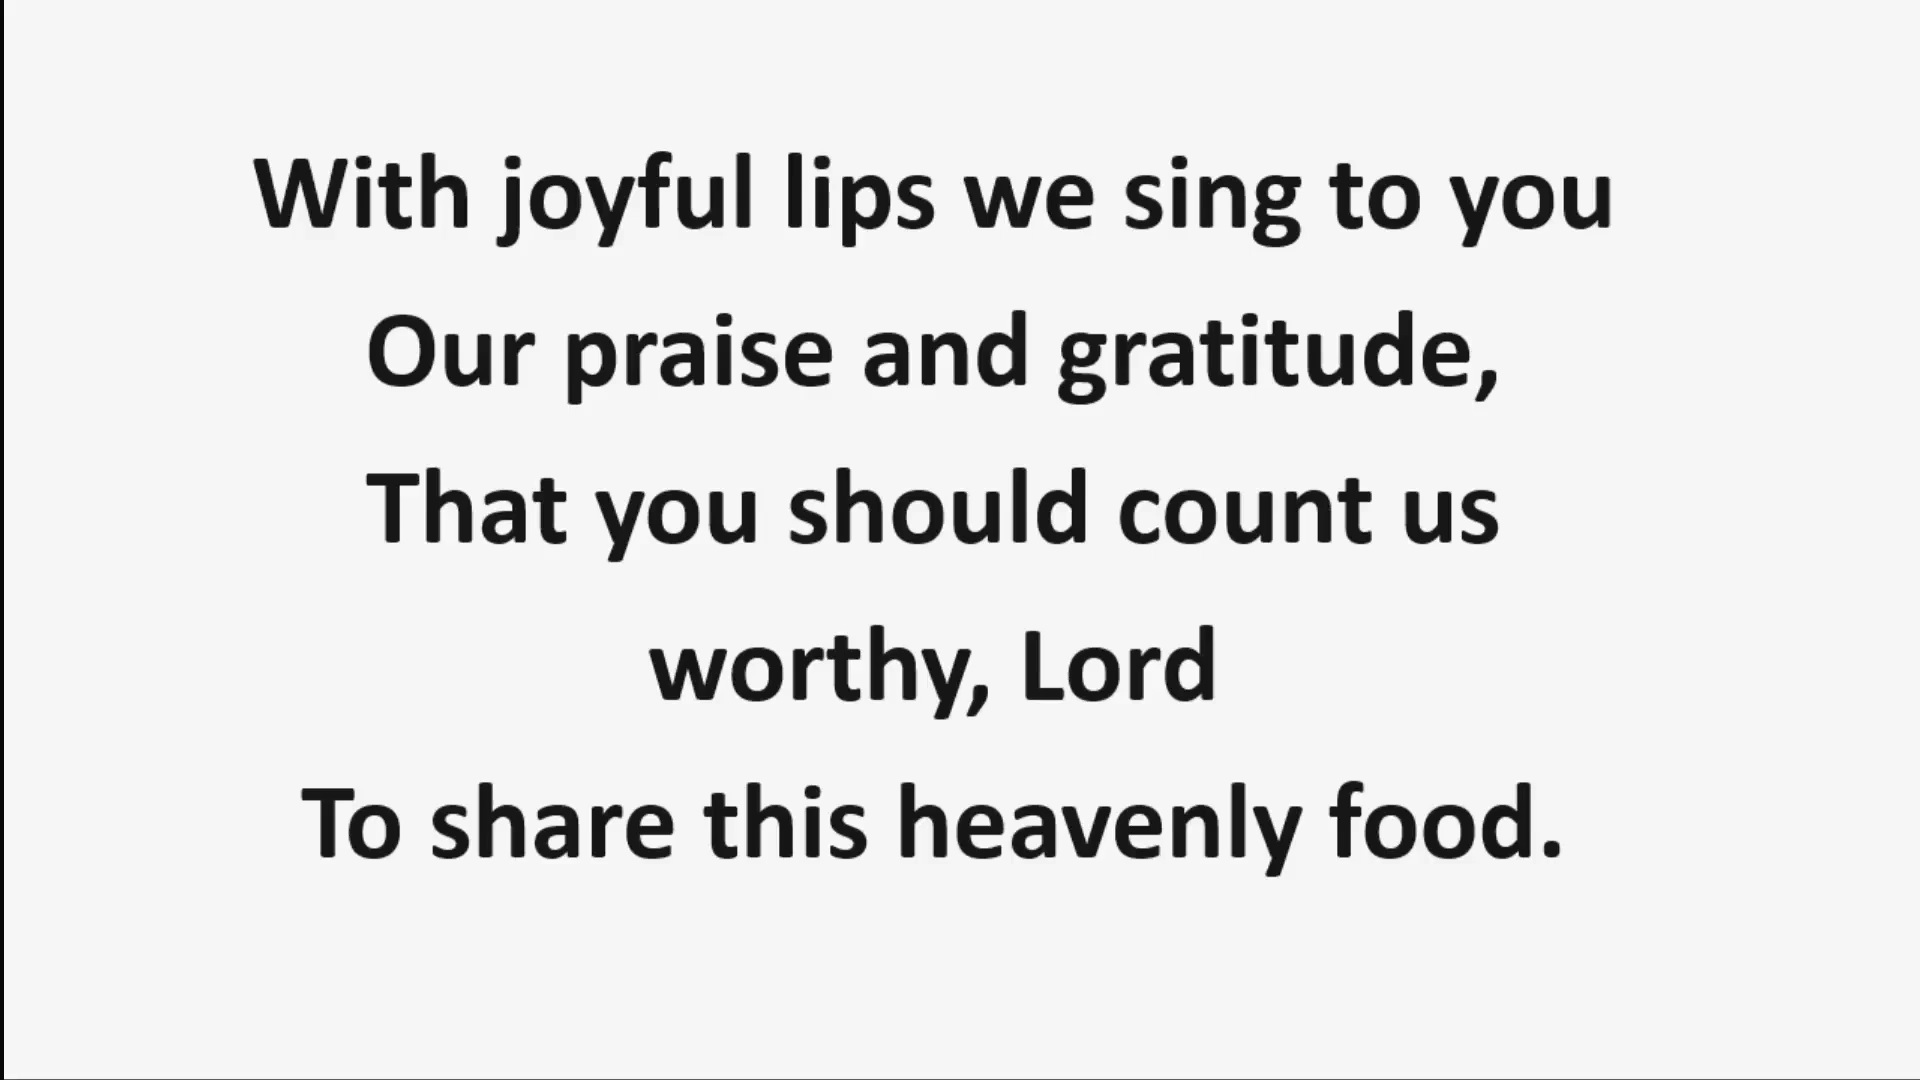 With joyful lips we sing to you
Our praise and gratitude,
That you should count us
worthy, Lord
To share this heavenly food.